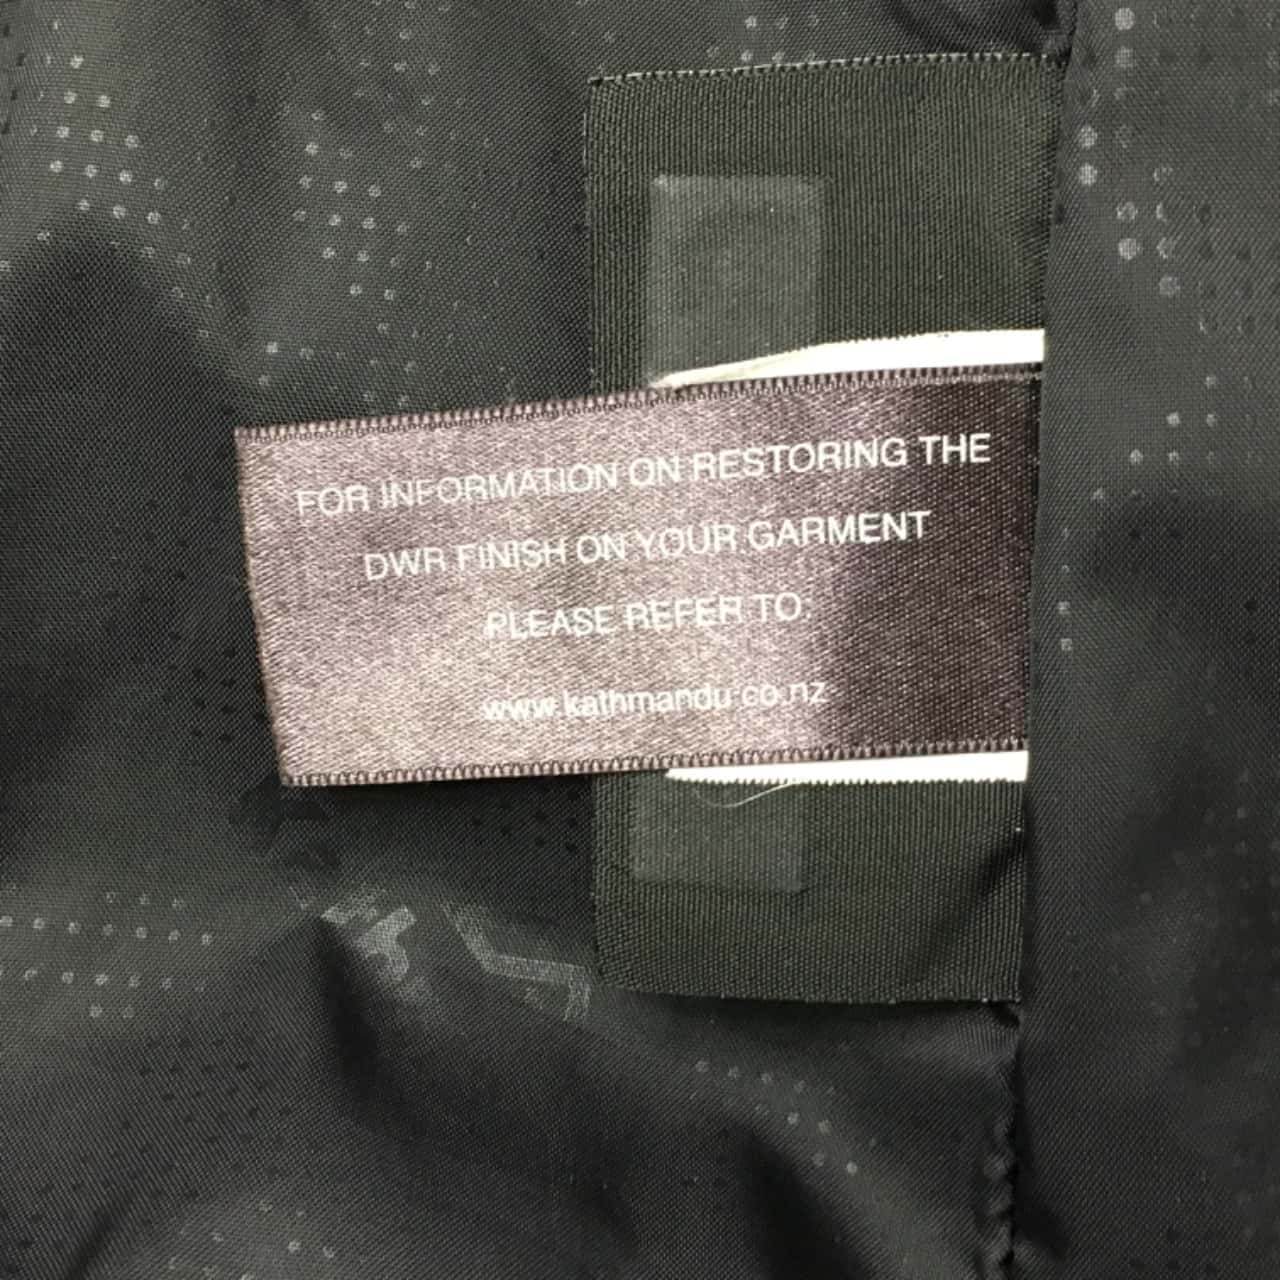 FOR INFORMATION ON RESTORING THE
DWR FINISH ON YOUR GARMENT
PLEASE REFER TO:
www.kathmandu.co.nz